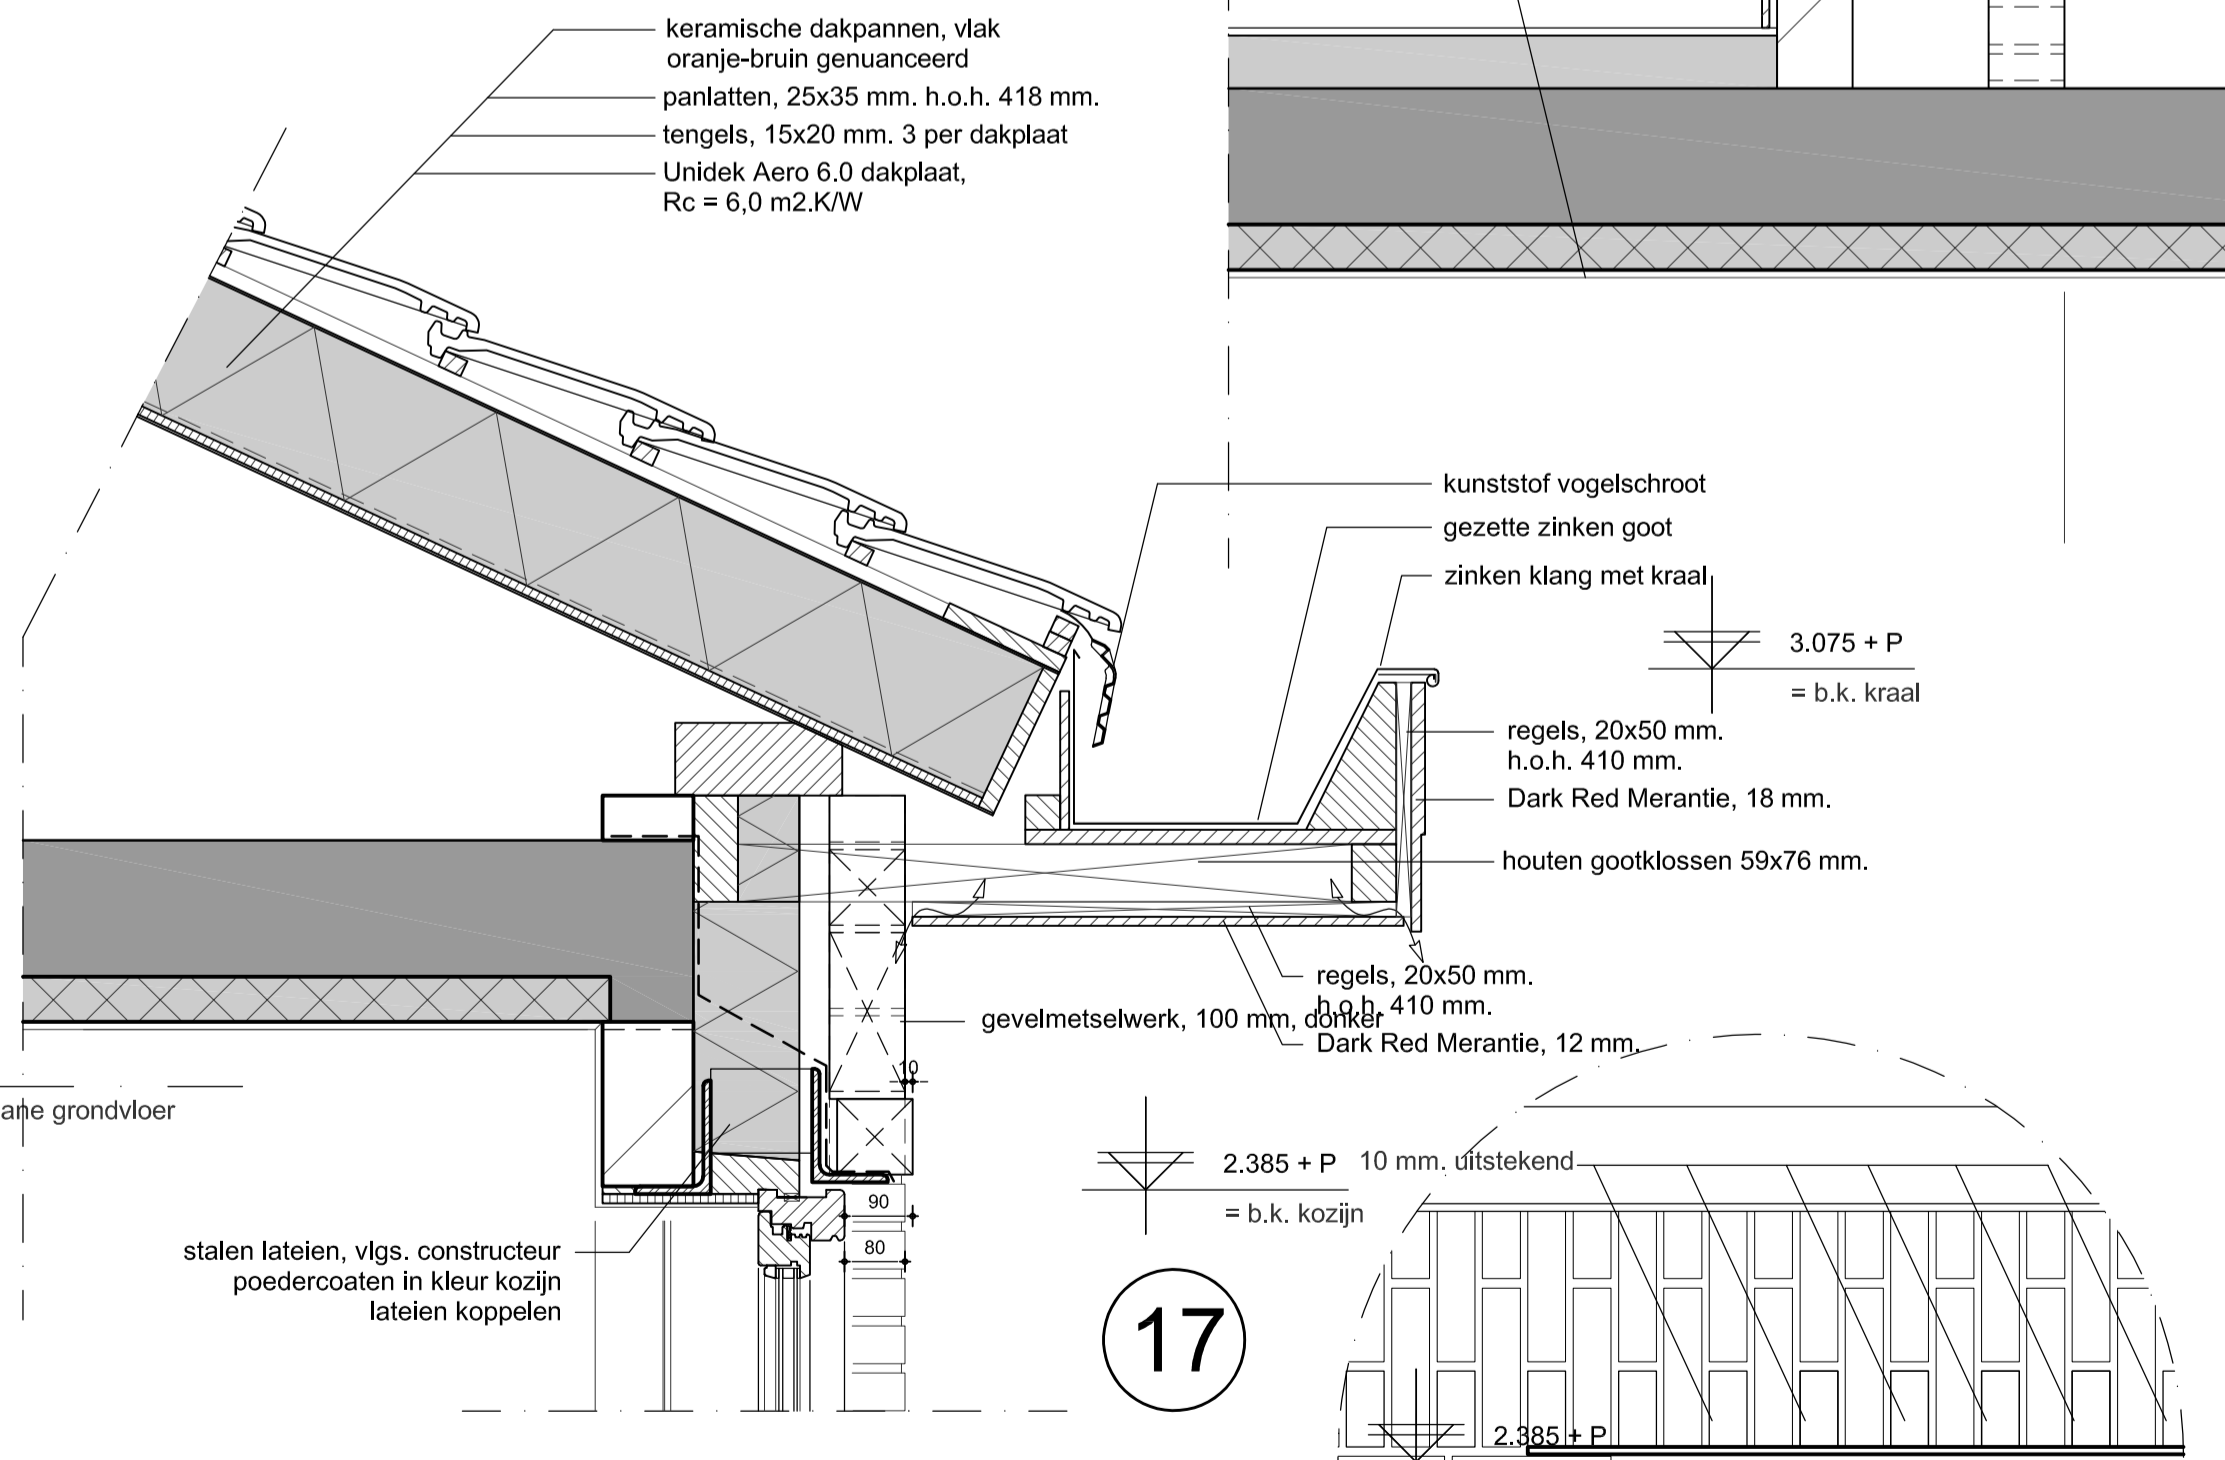 keramische dakpannen, vlak
oranje-bruin genuanceerd
panlatten, 25x35 mm. h.o.h. 418 mm.
tengels, 15x20 mm. 3 per dakplaat
Unidek Aero 6.0 dakplaat,
Rc = 6,0 m2.K/W
kunststof vogelschroot
gezette zinken goot
zinken klang met kraal
3.075 + P
= b.k. kraal
regels, 20x50 mm.
h.o.h. 410 mm.
Dark Red Merantie, 18 mm.
houten gootklossen 59x76 mm.
regels, 20x50 mm.
h.o.h. 410 mm.
gevelmetselwerk, 100 mm, donker
Dark Red Merantie, 12 mm.
10
ane grondvloer
2.385 + P
10 mm. uitstekend
= b.k. kozijn
90
80
stalen lateien, vlgs. constructeur
poedercoaten in kleur kozijn
lateien koppelen
17
2.385 + P